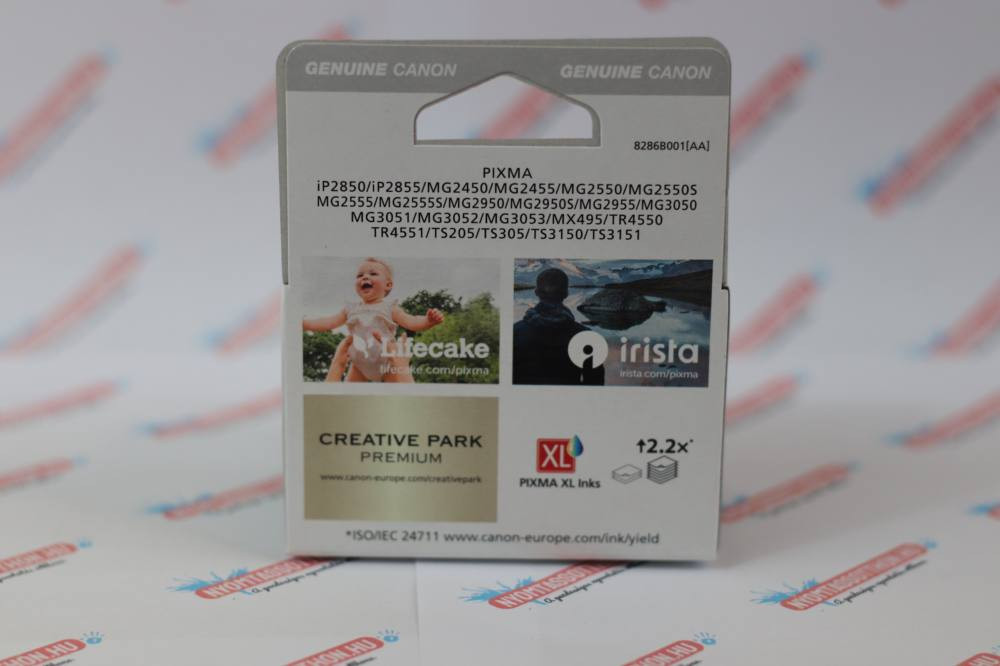 GENUINE CANON GENUINE CANON
8286B001[AA]
PIXMA
iP2850/iP2855/MG2450/MG2455/MG2550/MG2550S
MG2555/MG2555S/MG2950/MG2950S/MG2955/MG3050
MG3051/MG3052/MG3053/MX495/TR4550
TR4551/TS205/TS305/TS3150/TS3151
Lifecake
lifecake.com/pixma
irista
irista.com/pixma
CREATIVE PARK
PREMIUM
www.canon-europe.com/creativepark
XL
PIXMA XL Inks
↑2.2x*
*ISO/IEC 24711 www.canon-europe.com/ink/yield
NYOMTASSOTTHON.HU